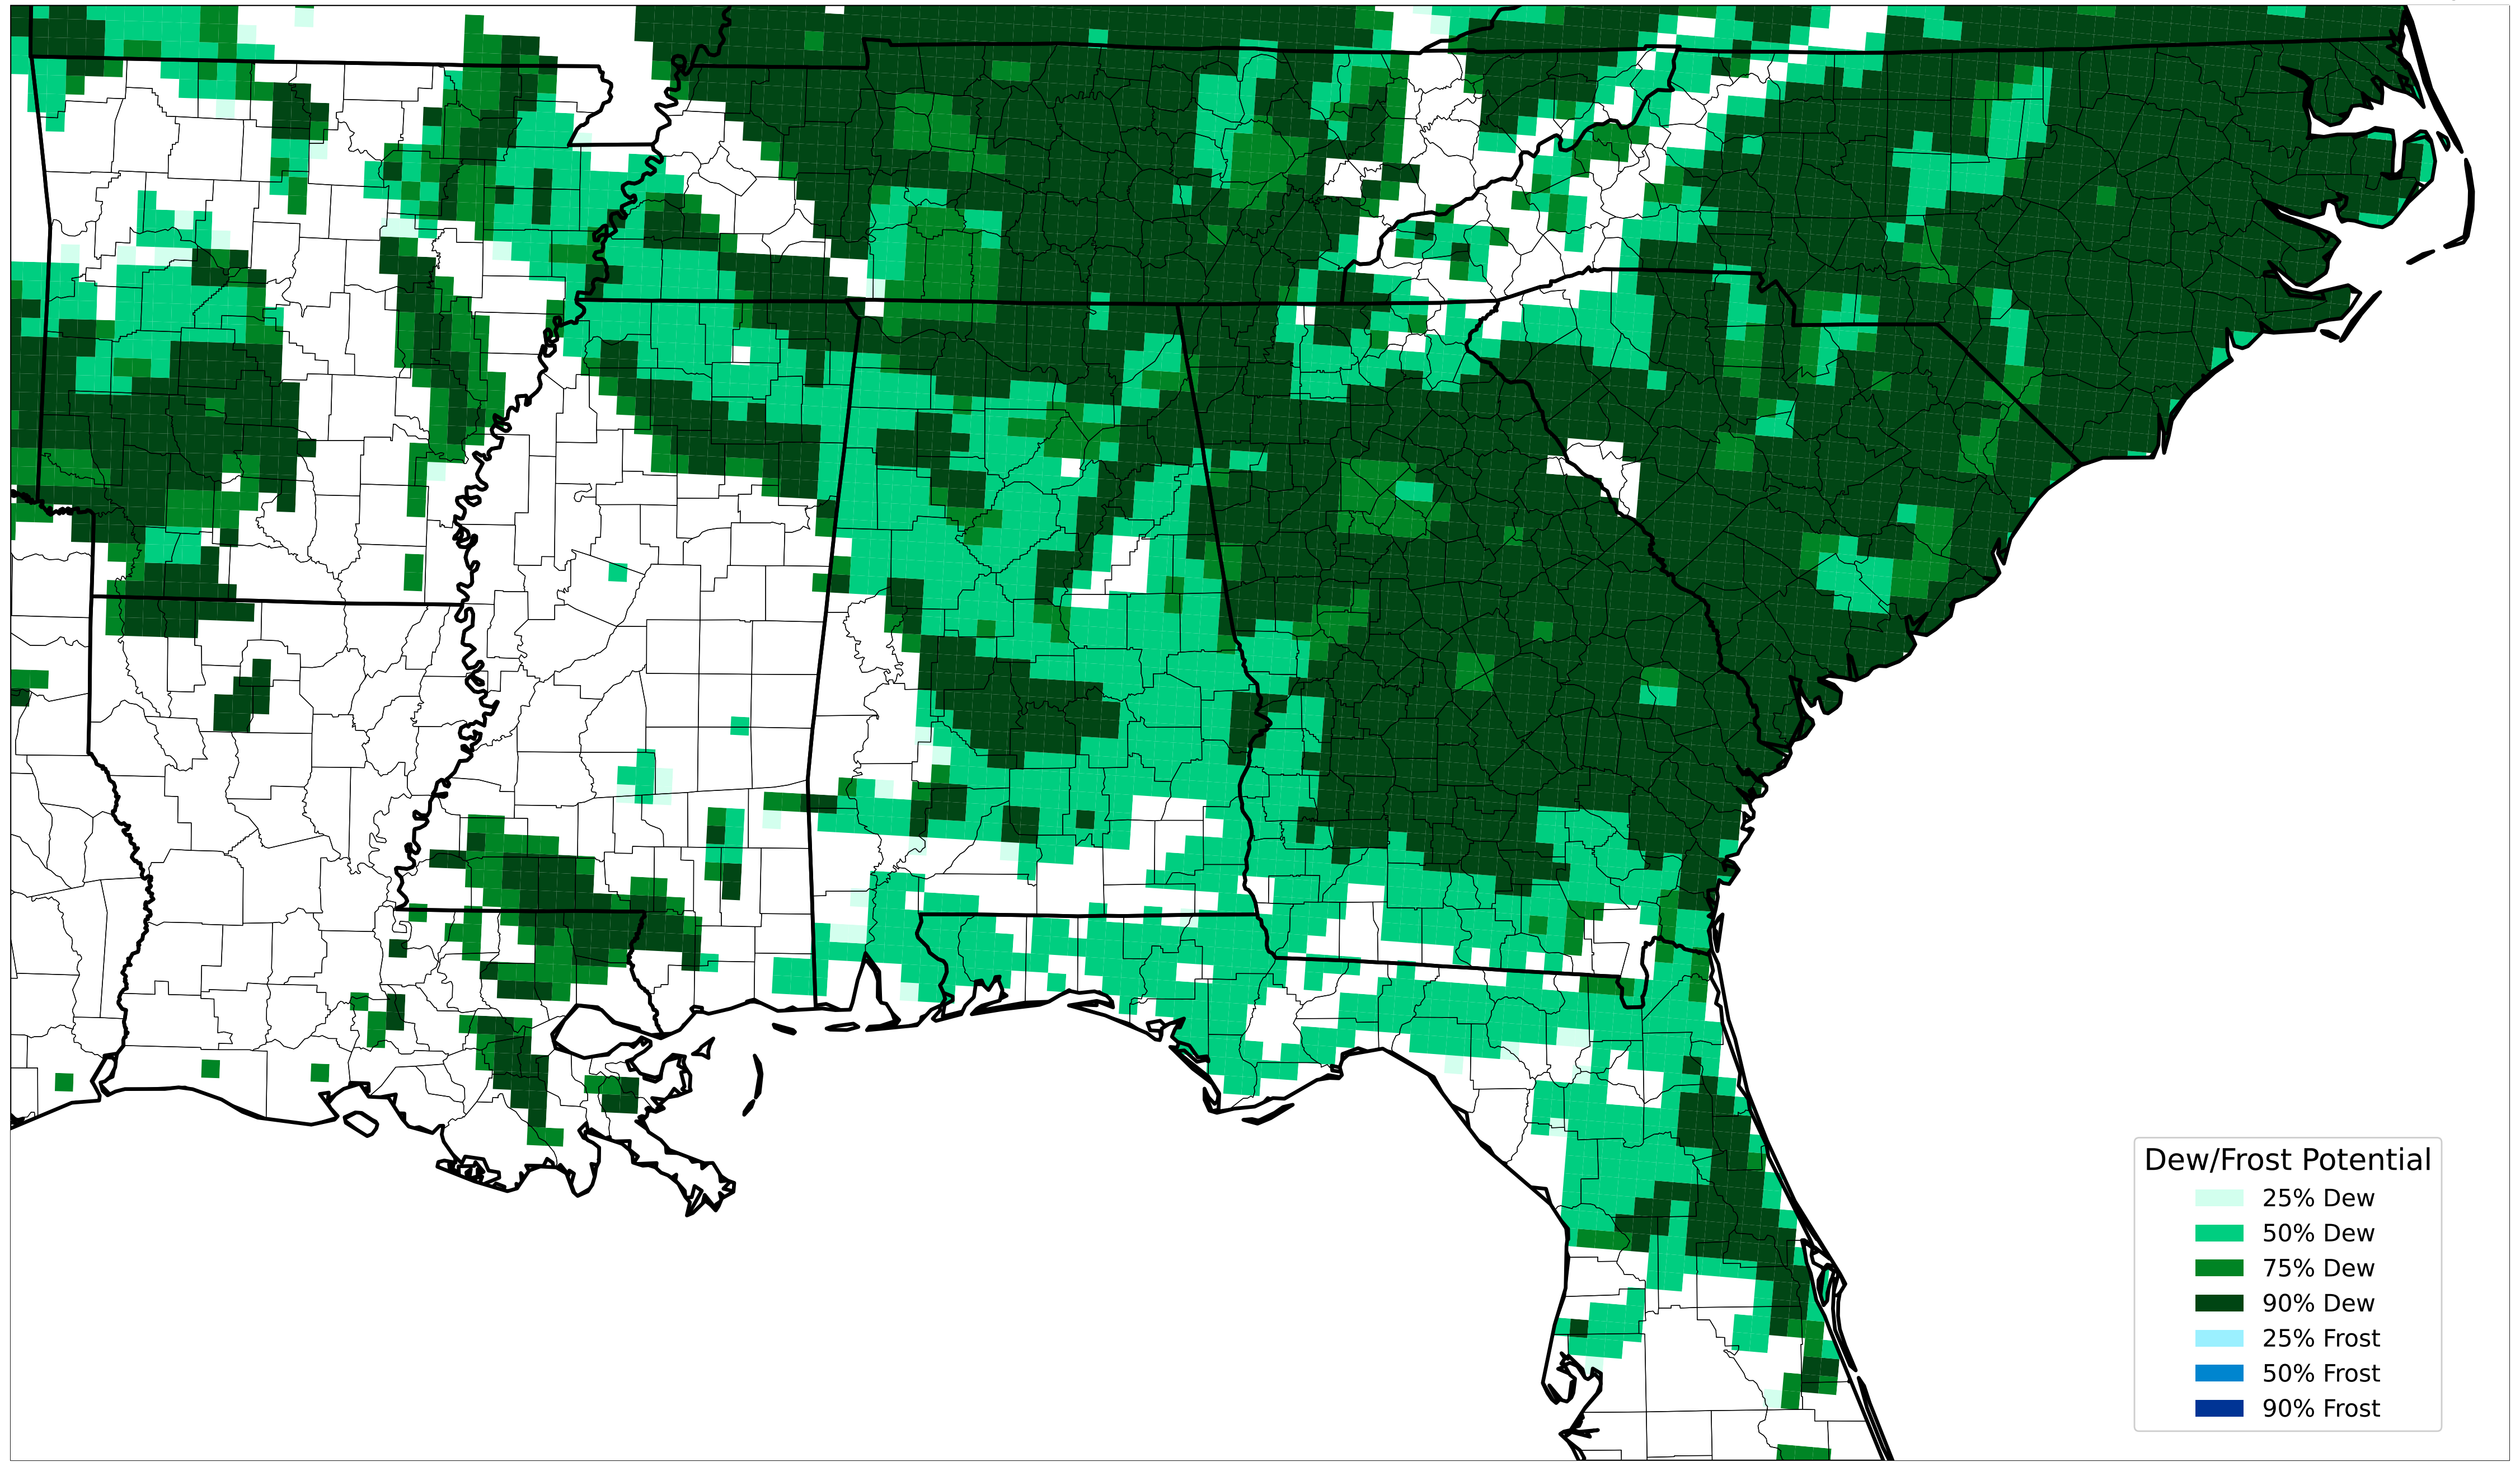 Dew/Frost Potential
25% Dew
50% Dew
75% Dew
90% Dew
25% Frost
50% Frost
90% Frost